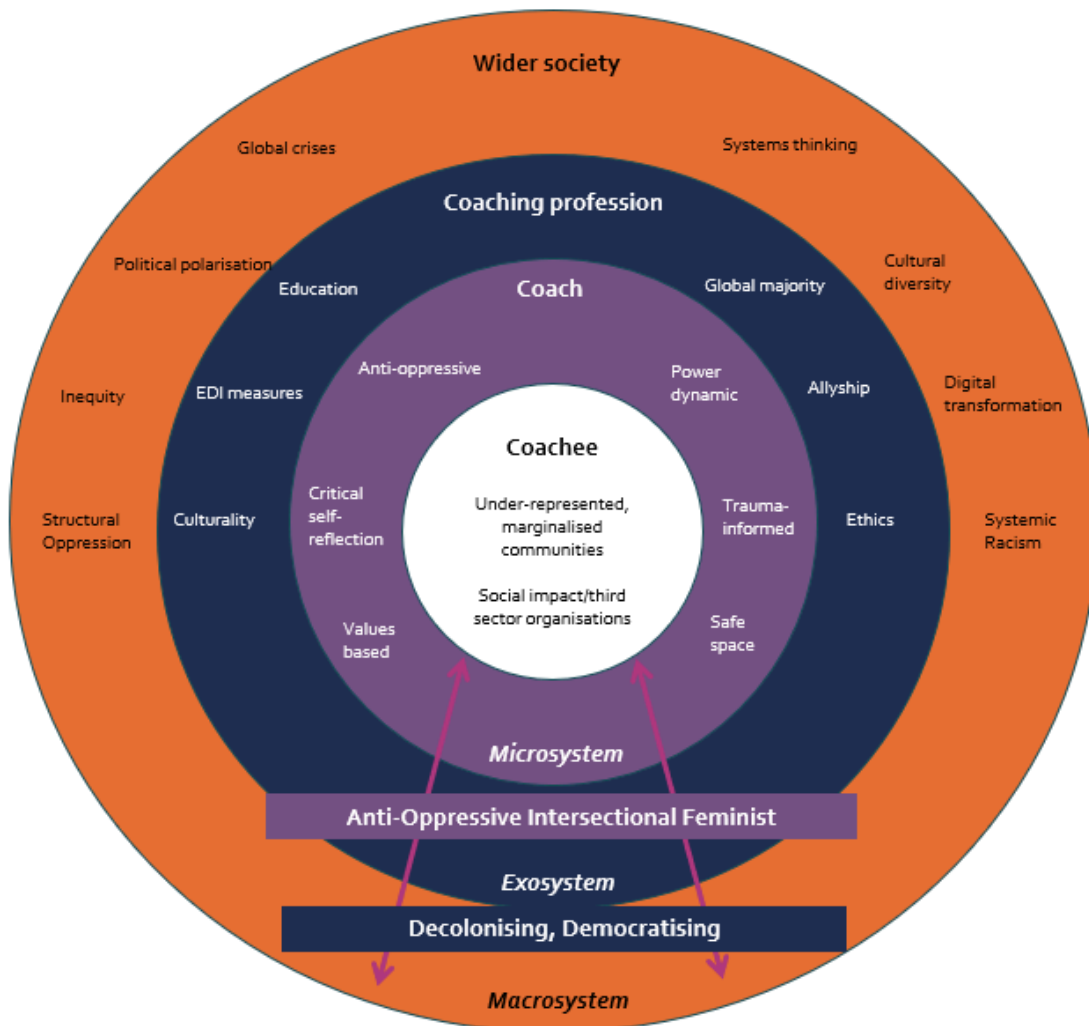 Wider society
Global crises
Systems thinking
Coaching profession
Political polarisation
Cultural
diversity
Education
Coach
Global majority
Anti-oppressive
Power
dynamic
Inequity
EDI measures
Allyship
Digital
transformation
Coachee
Under-represented,
marginalised
communities
Social impact/third
sector organisations
Structural
Oppression
Culturality
Critical
self-
reflection
Trauma-
informed
Ethics
Systemic
Racism
Values
based
Safe
space
Microsystem
Anti-Oppressive Intersectional Feminist
Exosystem
Decolonising, Democratising
Macrosystem